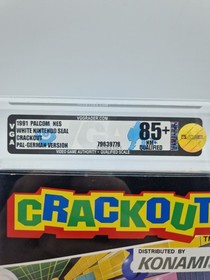 VGGRADER.COM
VGA
1991 PALCOM, NES
WHITE NINTENDO SEAL
CRACKOUT
PAL-GERMAN VERSION
79639776
85+
NM+
QUALIFIED
VIDEO GAME AUTHORITY • QUALIFIED SCALE
CRACKOUT
DISTRIBUTED BY
KONAMI